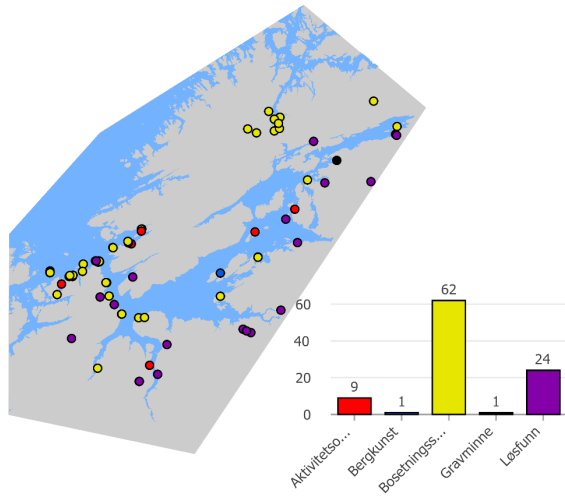 62
60
40
24
20
9
1
1
0
Aktivitetso...
Bergkunst
Bosetningss...
Gravminne
Løsfunn